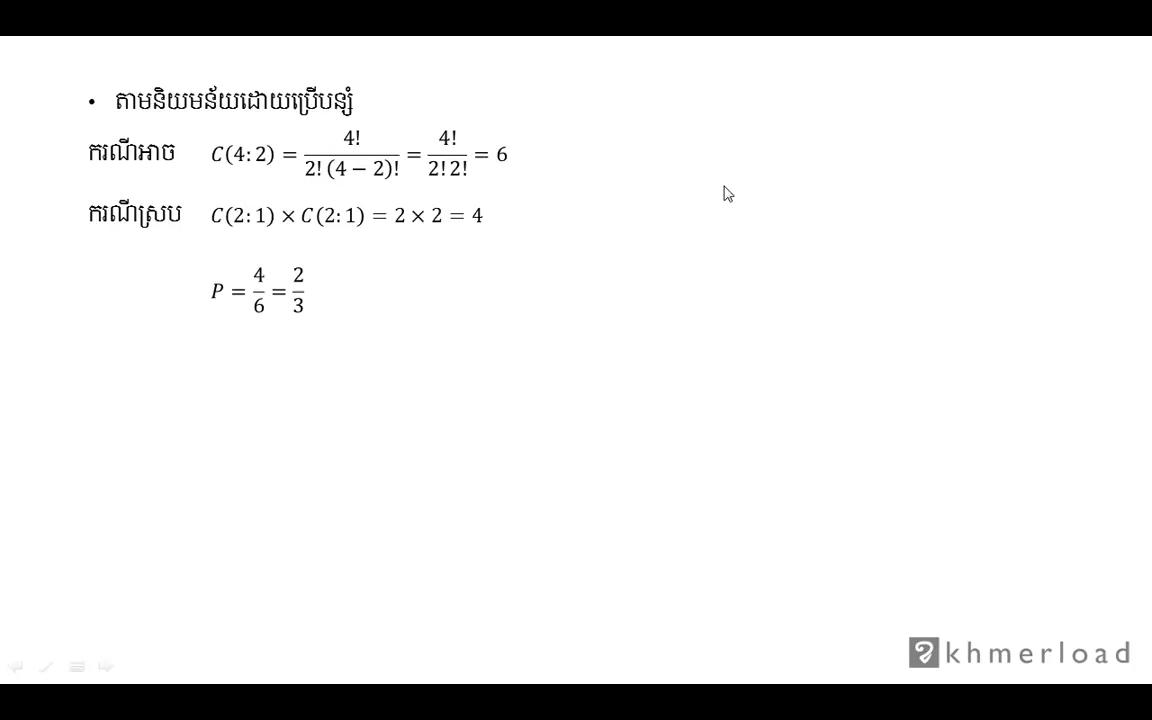 • តាមនិយមន័យដោយប្រើបន្សំ
ករណីអាច C(4:2) = 4!/(2!(4 − 2)!) = 4!/(2!2!) = 6
ករណីស្រប C(2:1) × C(2:1) = 2 × 2 = 4
P = 4/6 = 2/3
khmerload